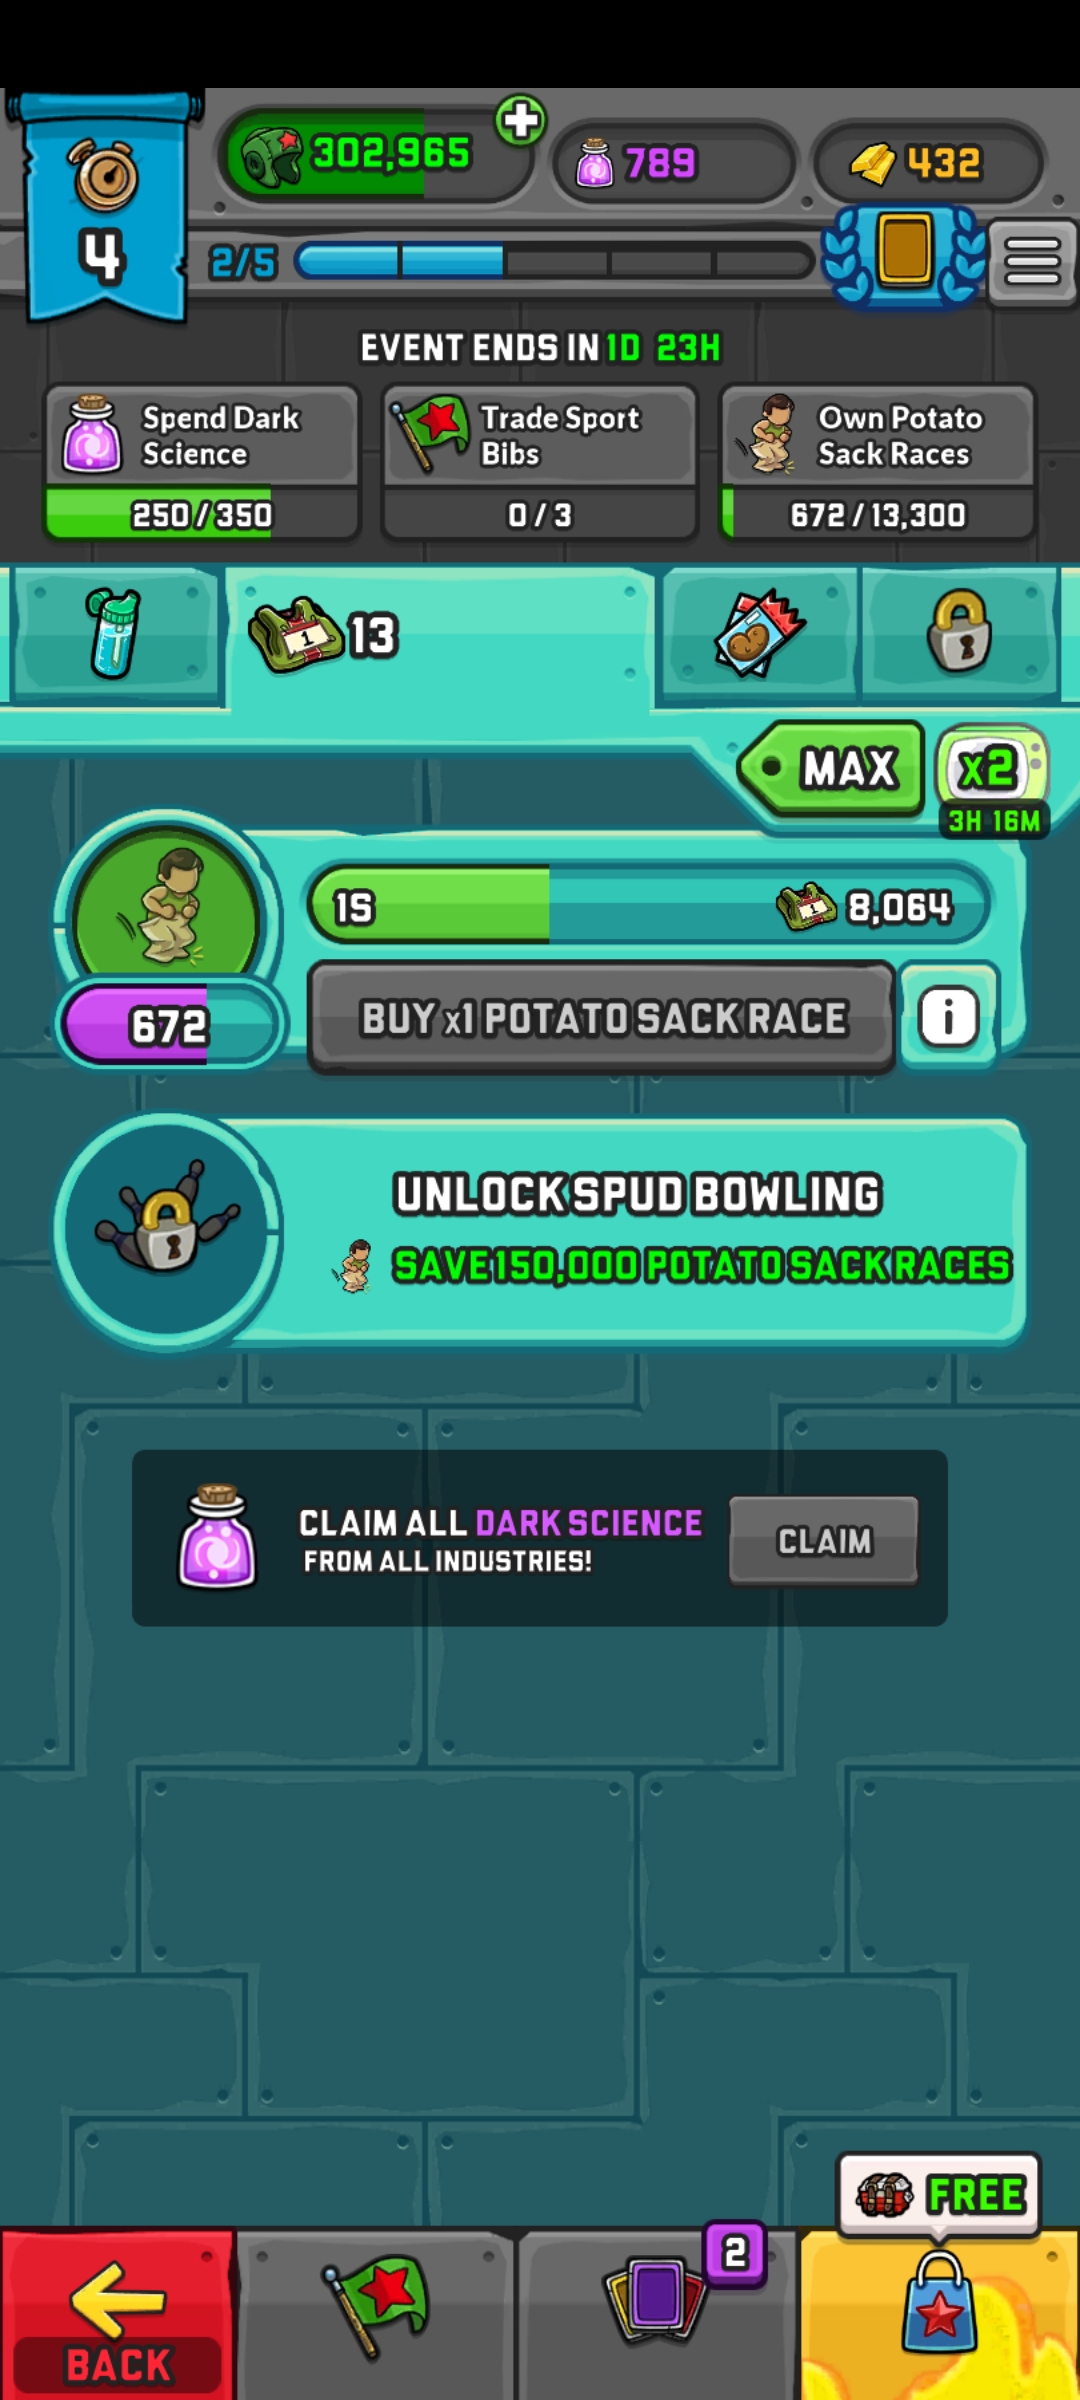 302,965
789
432
4
2/5
EVENT ENDS IN 1D 23H
Spend Dark
Science
250/350
Trade Sport
Bibs
0/3
Own Potato
Sack Races
672/13,300
1
13
MAX
x2
3H 16M
1S
1
8,064
672
BUY x1 POTATO SACK RACE
i
UNLOCK SPUD BOWLING
SAVE 150,000 POTATO SACK RACES
CLAIM ALL DARK SCIENCE
FROM ALL INDUSTRIES!
CLAIM
FREE
2
BACK